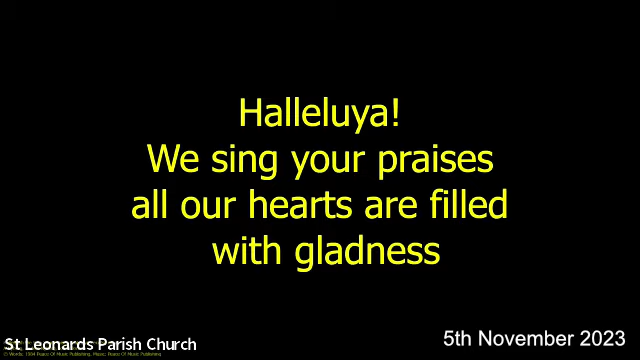 Halleluya!
We sing your praises
all our hearts are filled
with gladness
St Leonards Parish Church
5th November 2023